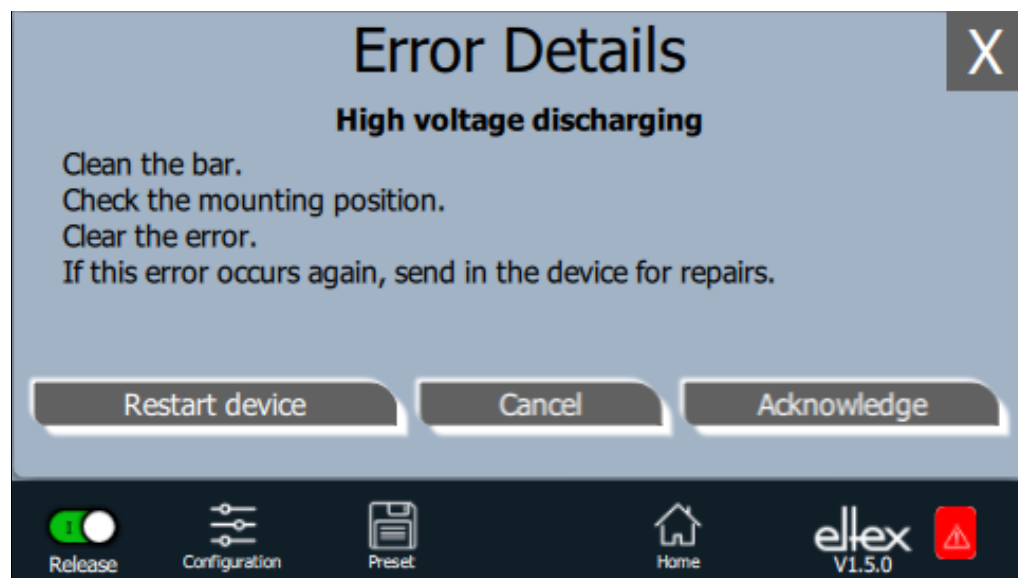 Error Details
X
High voltage discharging
Clean the bar.
Check the mounting position.
Clear the error.
If this error occurs again, send in the device for repairs.
Restart device
Cancel
Acknowledge
I
Release
Configuration
Preset
Home
eltex
V1.5.0